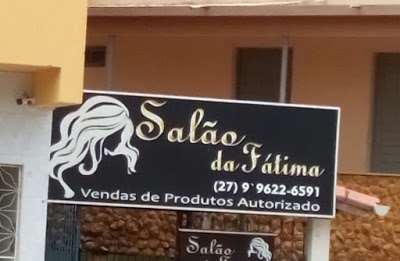 Salão
da Fátima
(27) 9`9622-6591
Vendas de Produtos Autorizado
Salão